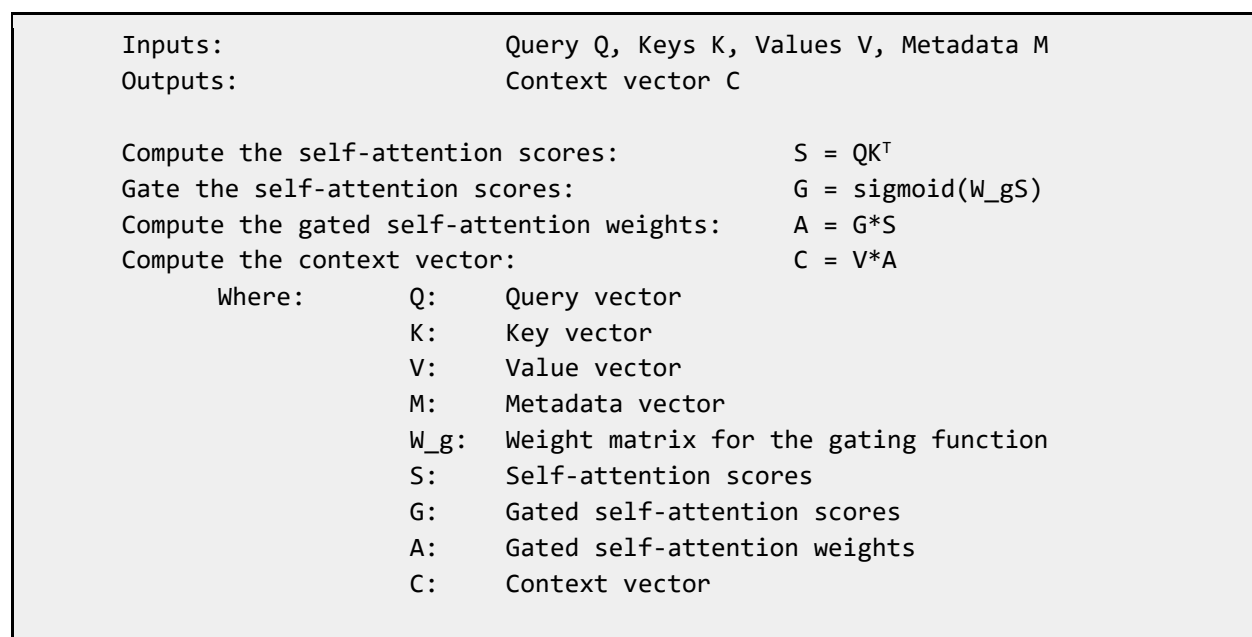 Inputs: Query Q, Keys K, Values V, Metadata M
Outputs: Context vector C
Compute the self-attention scores: S = QKᵀ
Gate the self-attention scores: G = sigmoid(W_gS)
Compute the gated self-attention weights: A = G*S
Compute the context vector: C = V*A
Where: Q: Query vector
K: Key vector
V: Value vector
M: Metadata vector
W_g: Weight matrix for the gating function
S: Self-attention scores
G: Gated self-attention scores
A: Gated self-attention weights
C: Context vector